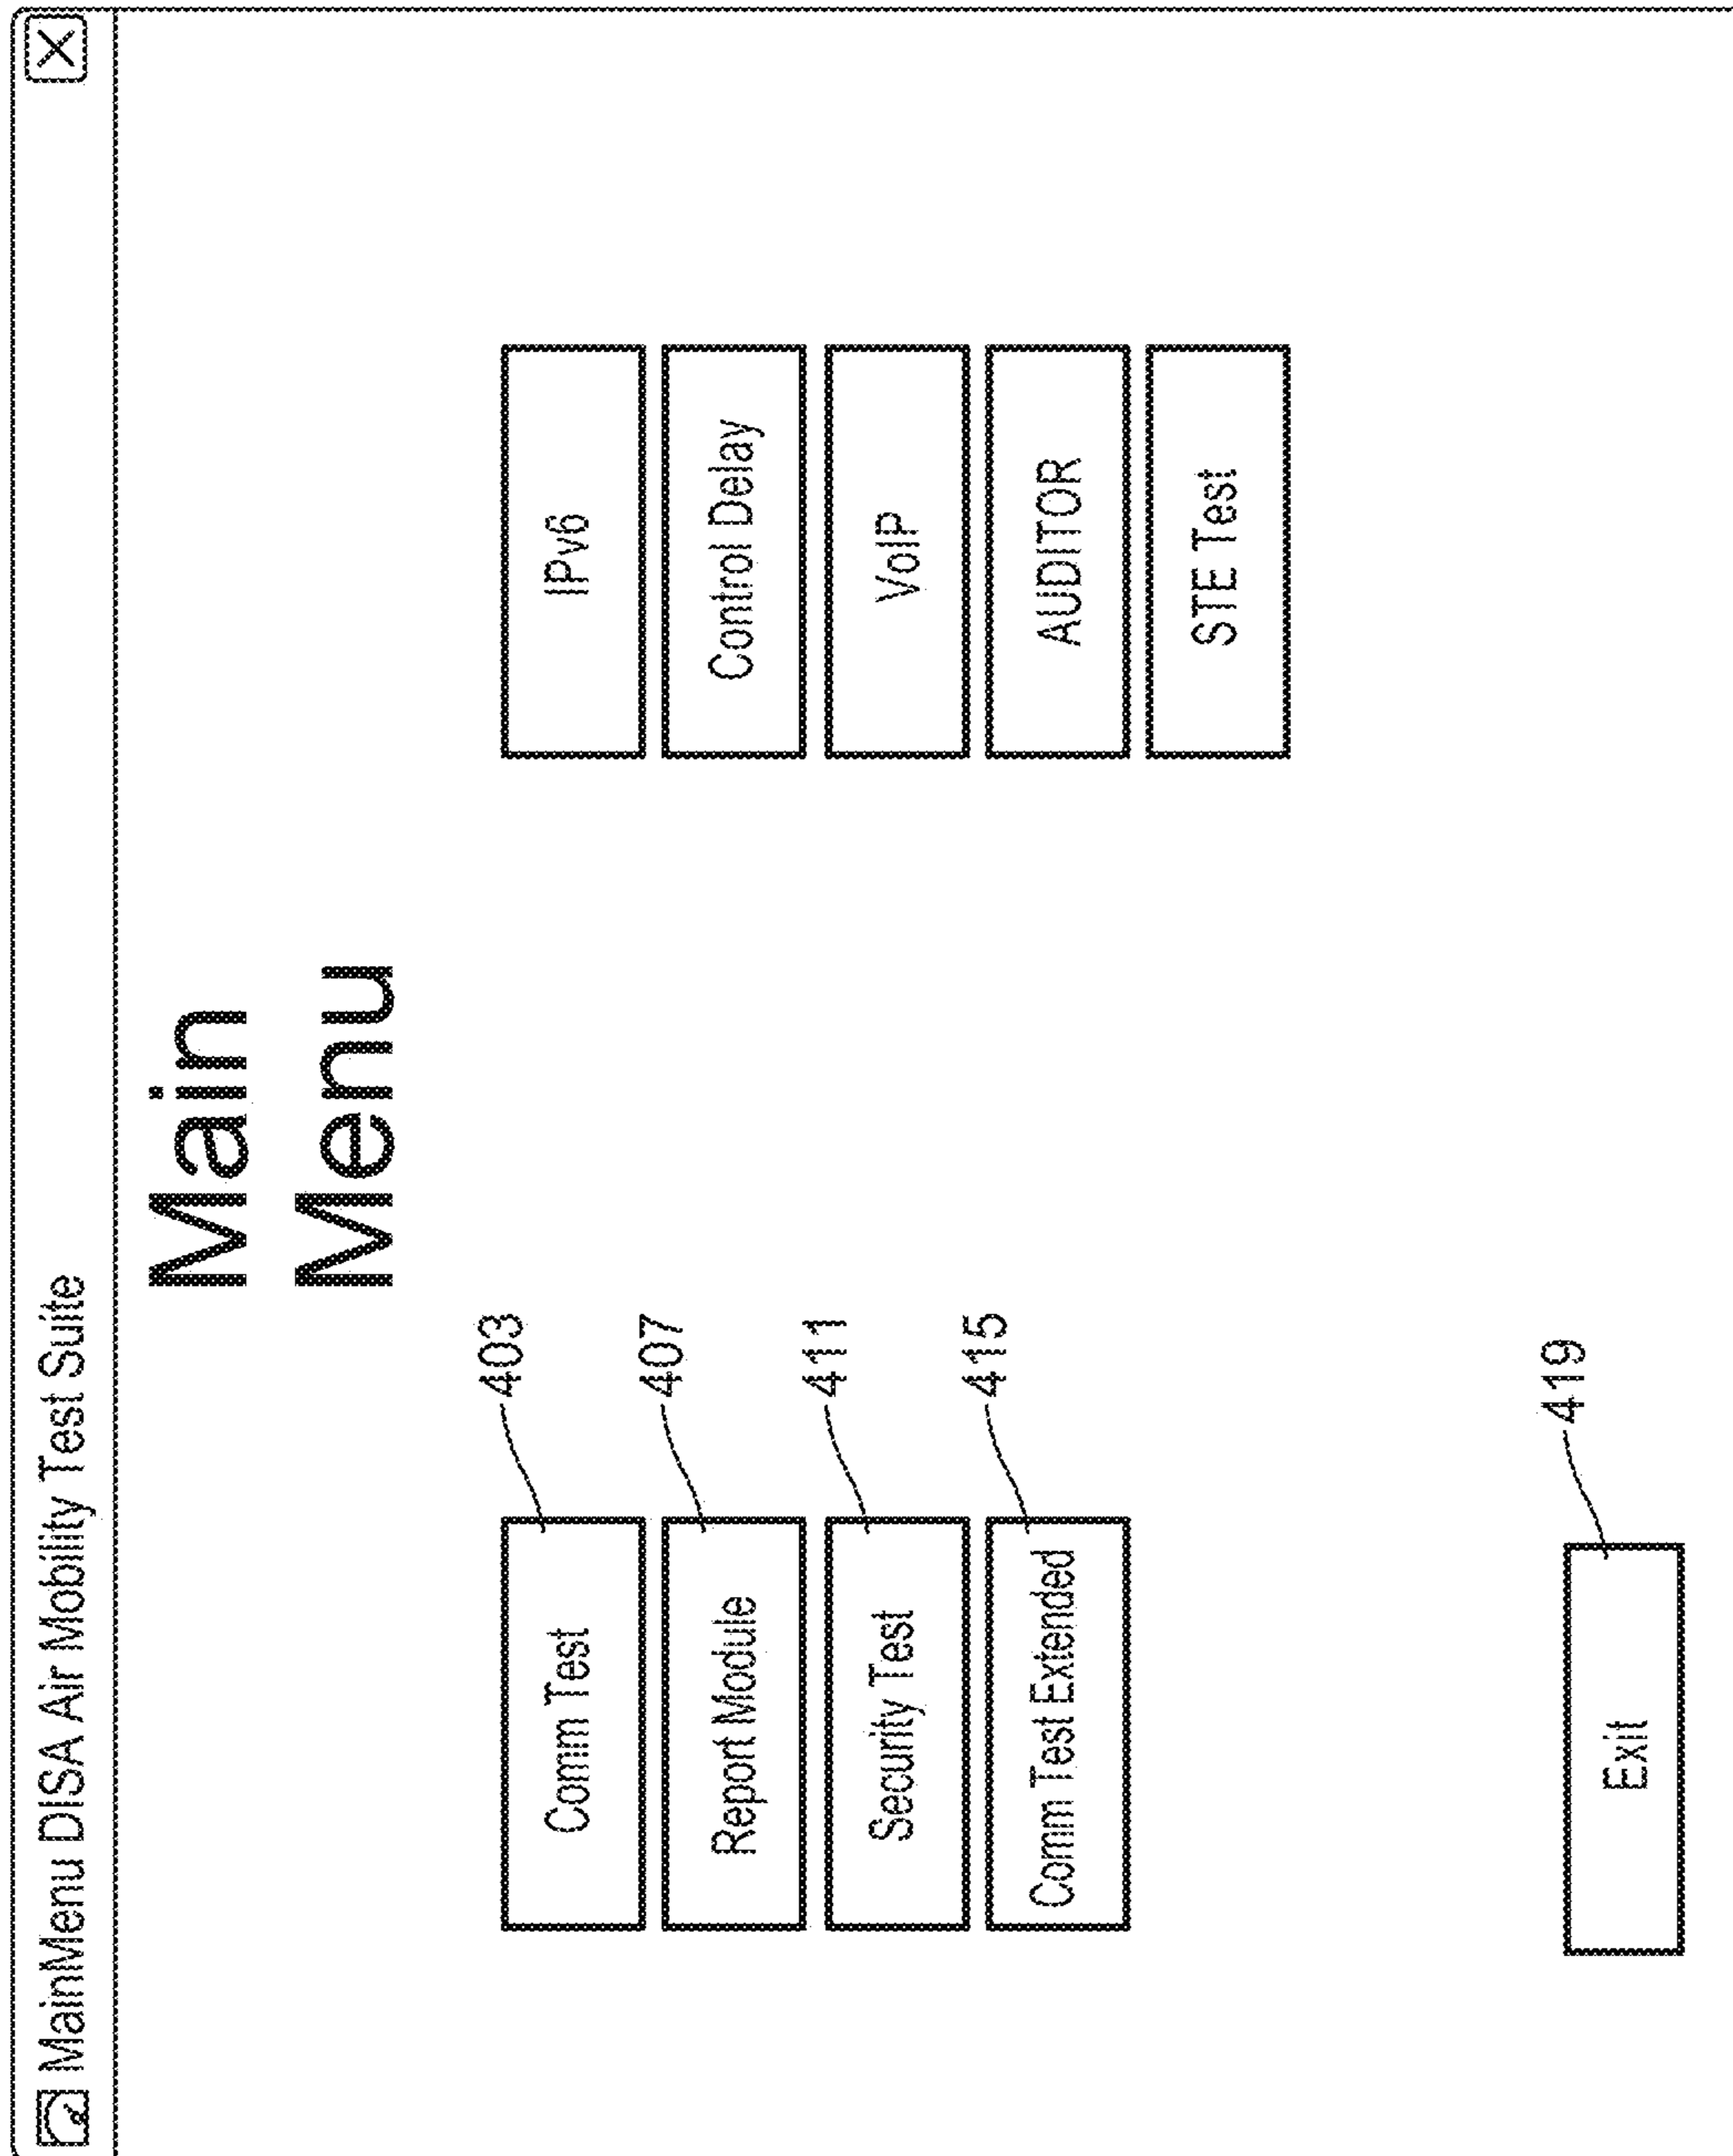 MainMenu DISA Air Mobility Test Suite
Main
Menu
Comm Test
403
Report Module
407
Security Test
411
Comm Test Extended
415
IPv6
Control Delay
VoIP
AUDITOR
STE Test
Exit
419